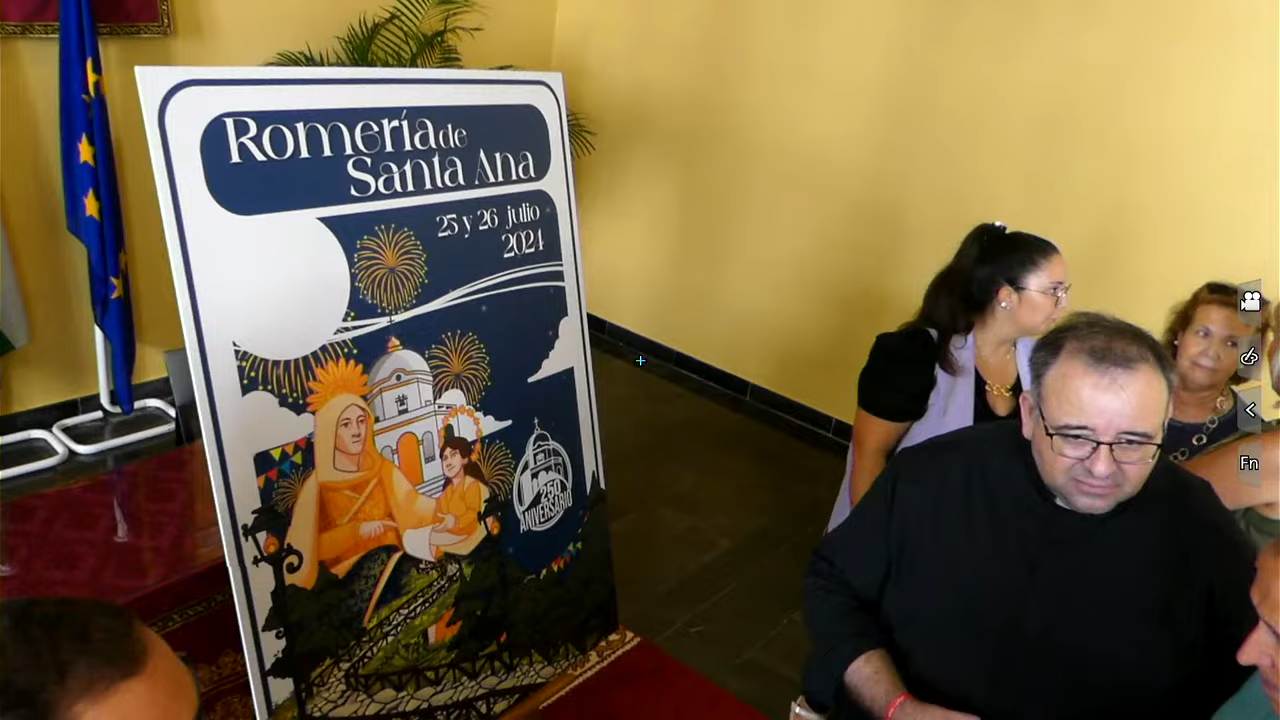 Romería de
Santa Ana
25 y 26 julio
2024
250
ANIVERSARIO
Fn